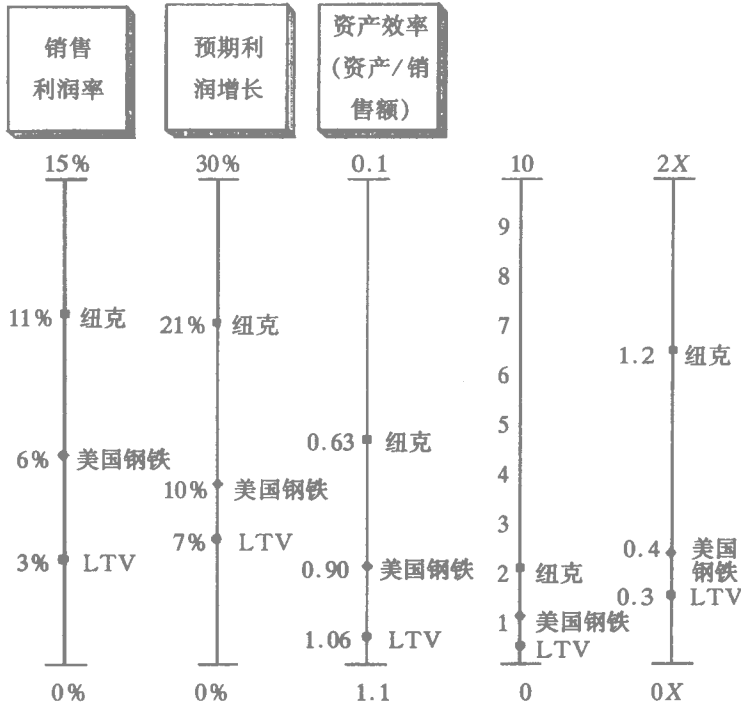 销售
利润率
预期利
润增长
资产效率
(资产/销
售额)
15%
30%
0.1
10
2X
9
8
7
6
5
4
3
2
1
11% 纽克
21% 纽克
1.2 纽克
0.63 纽克
6% 美国钢铁
10% 美国钢铁
7% LTV
3% LTV
0.90 美国钢铁
纽克
0.4 美国
钢铁
0.3 LTV
美国钢铁
1.06 LTV
LTV
0%
0%
1.1
0
0X